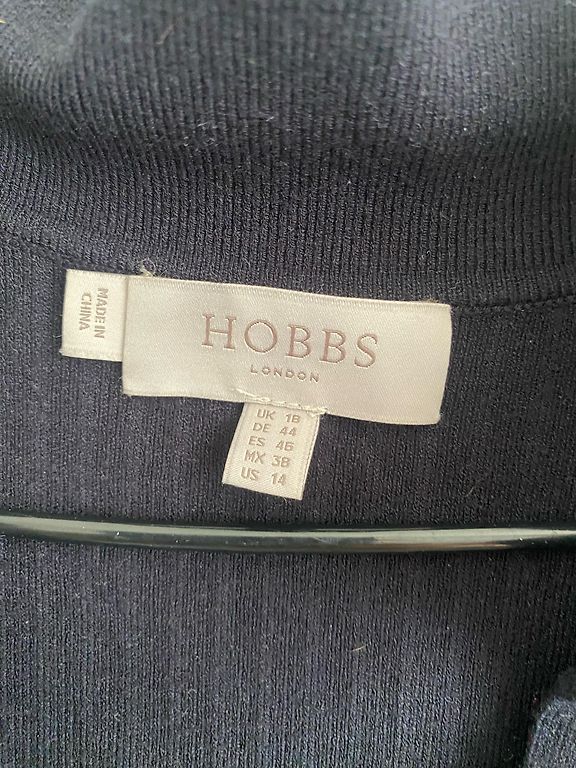 MADE IN
CHINA
HOBBS
LONDON
UK 18
DE 44
ES 46
MX 38
US 14